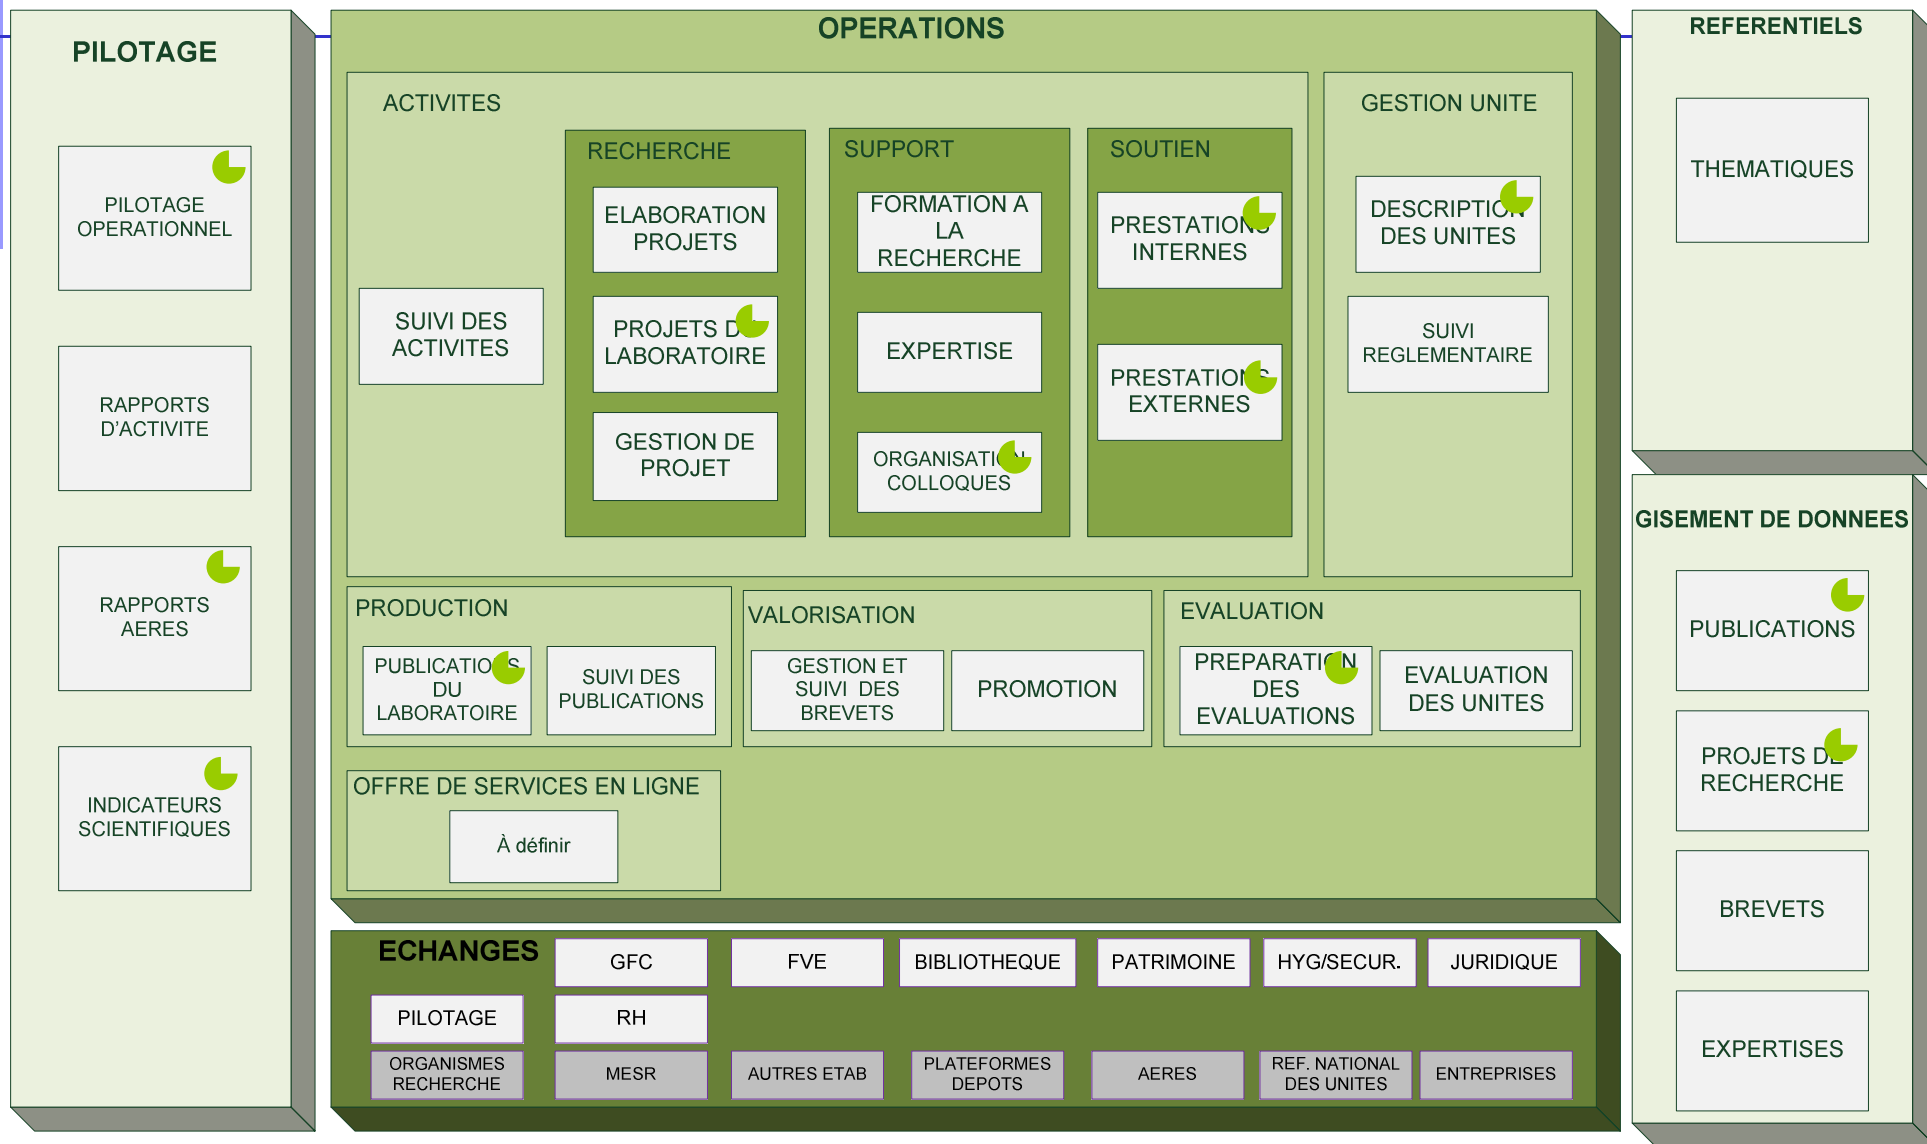 PILOTAGE
PILOTAGE
OPERATIONNEL
RAPPORTS
D'ACTIVITE
RAPPORTS
AERES
INDICATEURS
SCIENTIFIQUES
OPERATIONS
ACTIVITES
SUIVI DES
ACTIVITES
RECHERCHE
ELABORATION
PROJETS
PROJETS DU
LABORATOIRE
GESTION DE
PROJET
SUPPORT
FORMATION A
LA
RECHERCHE
EXPERTISE
ORGANISATION
COLLOQUES
SOUTIEN
PRESTATIONS
INTERNES
PRESTATIONS
EXTERNES
GESTION UNITE
DESCRIPTION
DES UNITES
SUIVI
REGLEMENTAIRE
PRODUCTION
PUBLICATIONS
DU
LABORATOIRE
SUIVI DES
PUBLICATIONS
VALORISATION
GESTION ET
SUIVI DES
BREVETS
PROMOTION
EVALUATION
PREPARATION
DES
EVALUATIONS
EVALUATION
DES UNITES
OFFRE DE SERVICES EN LIGNE
À définir
ECHANGES
GFC
FVE
BIBLIOTHEQUE
PATRIMOINE
HYG/SECUR.
JURIDIQUE
PILOTAGE
RH
ORGANISMES
RECHERCHE
MESR
AUTRES ETAB
PLATEFORMES
DEPOTS
AERES
REF. NATIONAL
DES UNITES
ENTREPRISES
REFERENTIELS
THEMATIQUES
GISEMENT DE DONNEES
PUBLICATIONS
PROJETS DE
RECHERCHE
BREVETS
EXPERTISES